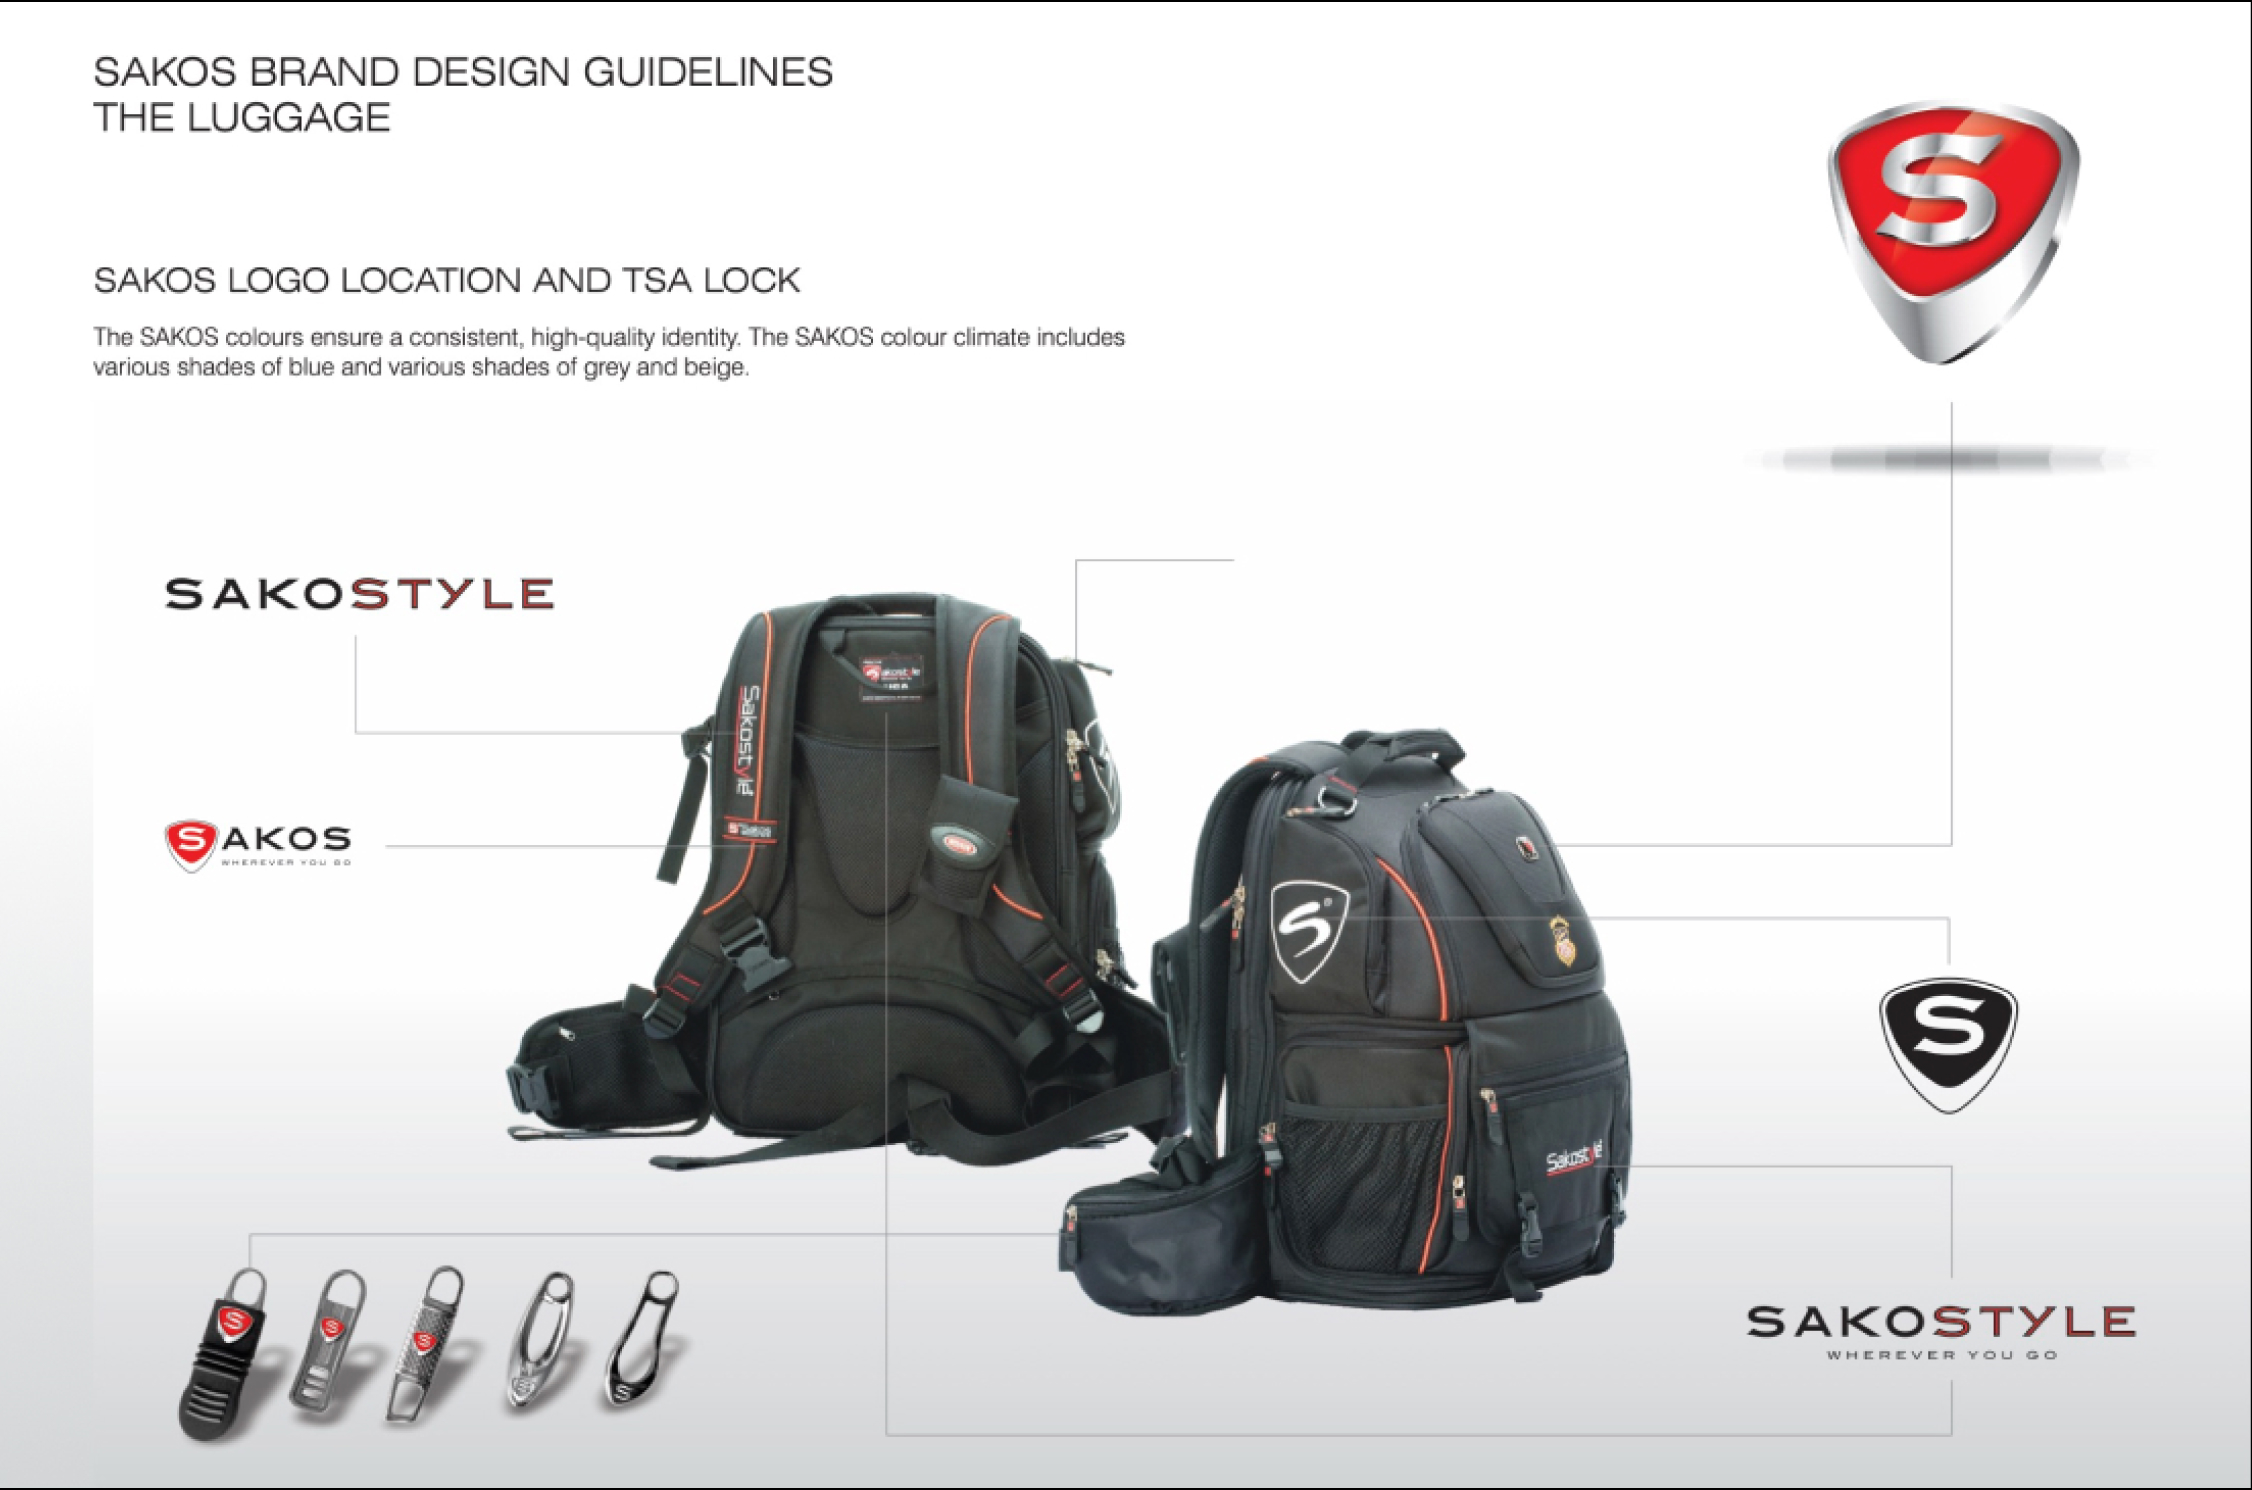 SAKOS BRAND DESIGN GUIDELINES
THE LUGGAGE
S
SAKOS LOGO LOCATION AND TSA LOCK
The SAKOS colours ensure a consistent, high-quality identity. The SAKOS colour climate includes
various shades of blue and various shades of grey and beige.
SAKOSTYLE
Sakostyle
SAKOS
WHEREVER YOU GO
S
S
Sakostyle
SAKOSTYLE
WHEREVER YOU GO
S
S
S
S
S